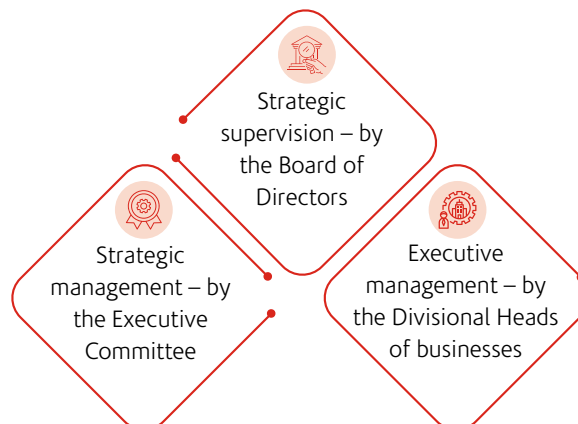 Strategic
supervision – by
the Board of
Directors
Strategic
management – by
the Executive
Committee
Executive
management – by
the Divisional Heads
of businesses